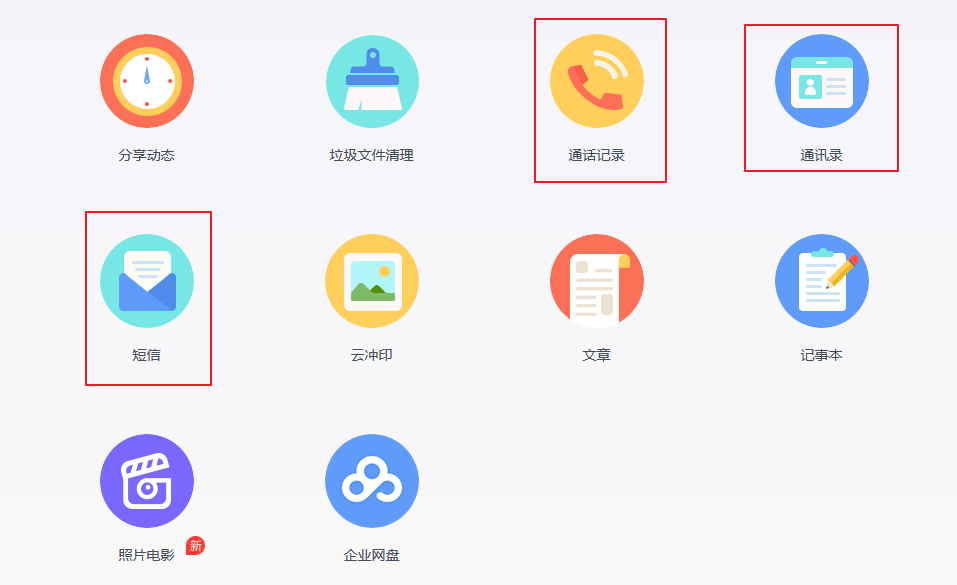 分享动态
垃圾文件清理
通话记录
通讯录
短信
云冲印
文章
记事本
照片电影
新
企业网盘